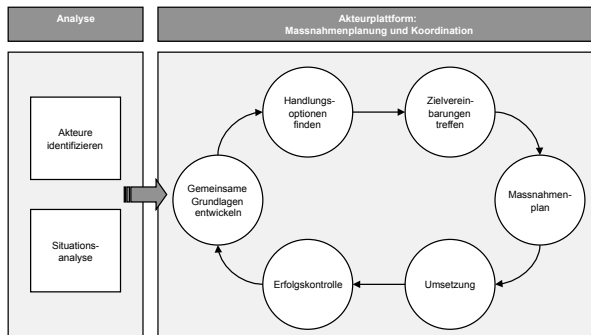 Analyse
Akteurplattform:
Massnahmenplanung und Koordination
Akteure
identifizieren
Situations-
analyse
Handlungs-
optionen
finden
Zielverein-
barungen
treffen
Gemeinsame
Grundlagen
entwickeln
Massnahmen-
plan
Erfolgskontrolle
Umsetzung